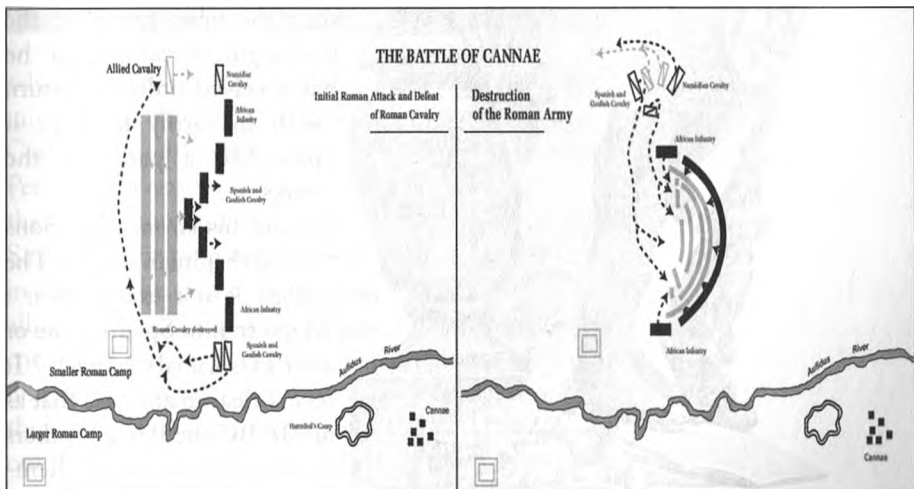 THE BATTLE OF CANNAE
Allied Cavalry
Numidian
Cavalry
African
Infantry
Initial Roman Attack and Defeat
of Roman Cavalry
Spanish and
Gaulish Cavalry
African Infantry
Roman Cavalry destroyed
Spanish and
Gaulish Cavalry
Smaller Roman Camp
Aufidus River
Larger Roman Camp
Hannibal's Camp
Cannae
Destruction
of the Roman Army
Spanish and
Gaulish Cavalry
Numidian Cavalry
African Infantry
African Infantry
Aufidus River
Cannae